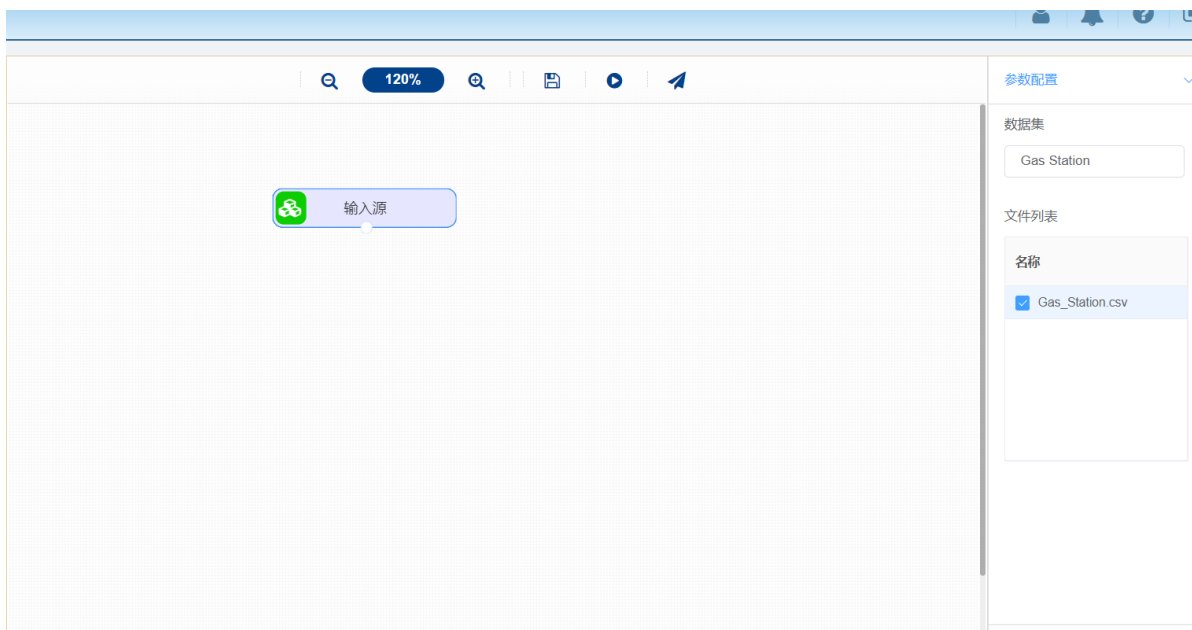 120%
参数配置
数据集
Gas Station
输入源
文件列表
名称
Gas_Station.csv